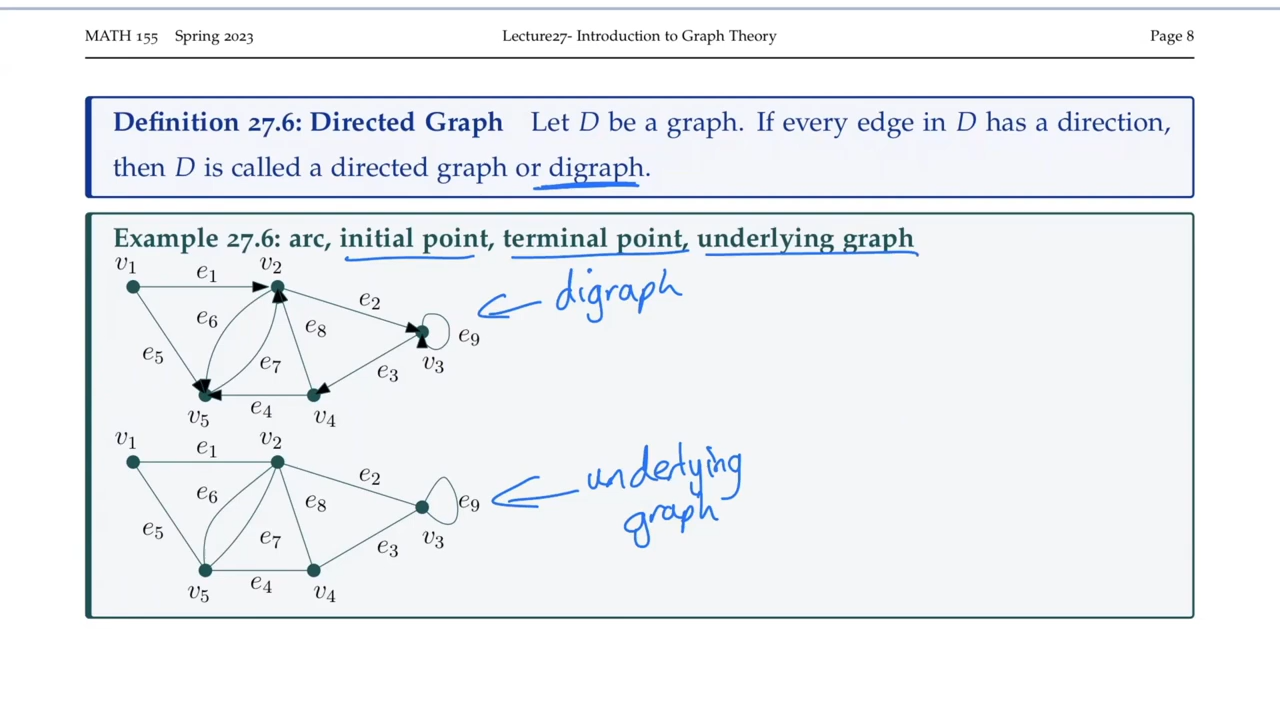 MATH 155 Spring 2023 Lecture27- Introduction to Graph Theory Page 8
Definition 27.6: Directed Graph Let D be a graph. If every edge in D has a direction,
then D is called a directed graph or digraph.
Example 27.6: arc, initial point, terminal point, underlying graph
v1 e1 v2
e2
digraph
e6 e8 e9
e5 e7 e3 v3
v5 e4 v4
v1 e1 v2
e2
underlying
e6 e8 e9
graph
e5 e7 e3 v3
v5 e4 v4